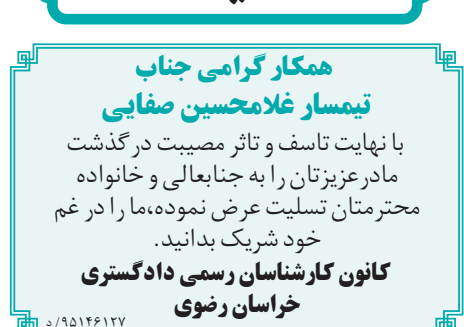 همکار گرامی جناب
تیمسار غلامحسین صفایی
با نهایت تاسف و تاثر مصیبت درگذشت
مادرعزیزتان را به جنابعالی و خانواده
محترمتان تسلیت عرض نموده،ما را در غم
خود شریک بدانید.
کانون کارشناسان رسمی دادگستری
خراسان رضوی
۹۵۱۴۶۱۲۷/ د